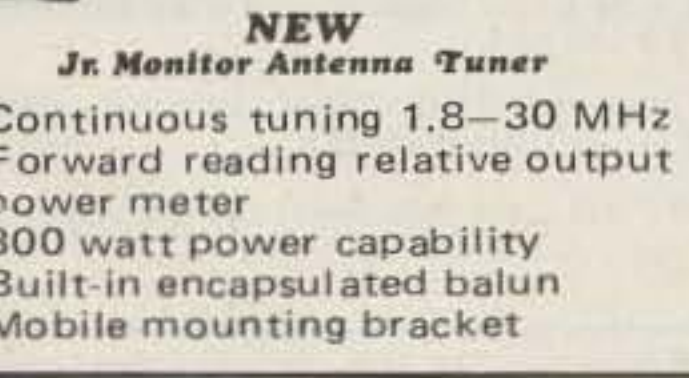 NEW
Jr. Monitor Antenna Tuner
Continuous tuning 1.8–30 MHz
Forward reading relative output
power meter
300 watt power capability
Built-in encapsulated balun
Mobile mounting bracket